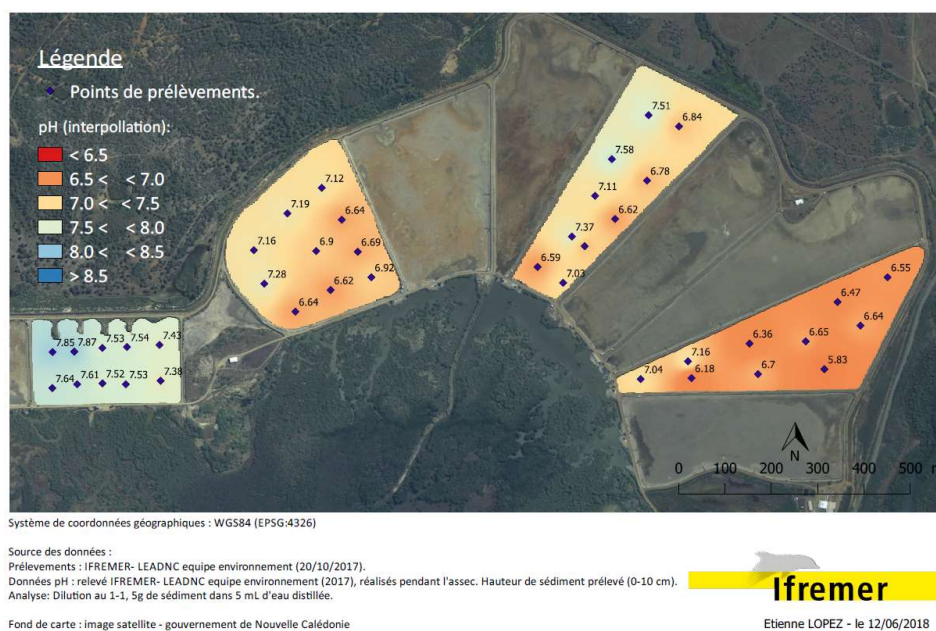 Légende
Points de prélèvements.
pH (interpollation):
< 6.5
6.5 < < 7.0
7.0 < < 7.5
7.5 < < 8.0
8.0 < < 8.5
> 8.5
7.51
6.84
7.58
6.78
7.11
6.62
7.37
6.59
7.03
7.12
7.19
6.64
7.16
6.9
6.69
7.28
6.92
6.62
6.64
6.55
6.47
6.64
6.36
6.65
7.16
7.04
6.18
6.7
5.83
7.85
7.87
7.53
7.54
7.43
7.64
7.61
7.52
7.53
7.38
N
0 100 200 300 400 500
Système de coordonnées géographiques : WGS84 (EPSG:4326)
Source des données :
Prélevements : IFREMER- LEADNC equipe environnement (20/10/2017).
Données pH : relevé IFREMER- LEADNC equipe environnement (2017), réalisés pendant l'assec. Hauteur de sédiment prélevé (0-10 cm).
Analyse: Dilution au 1-1, 5g de sédiment dans 5 mL d'eau distillée.
Fond de carte : image satellite - gouvernement de Nouvelle Calédonie
Ifremer
Etienne LOPEZ - le 12/06/2018